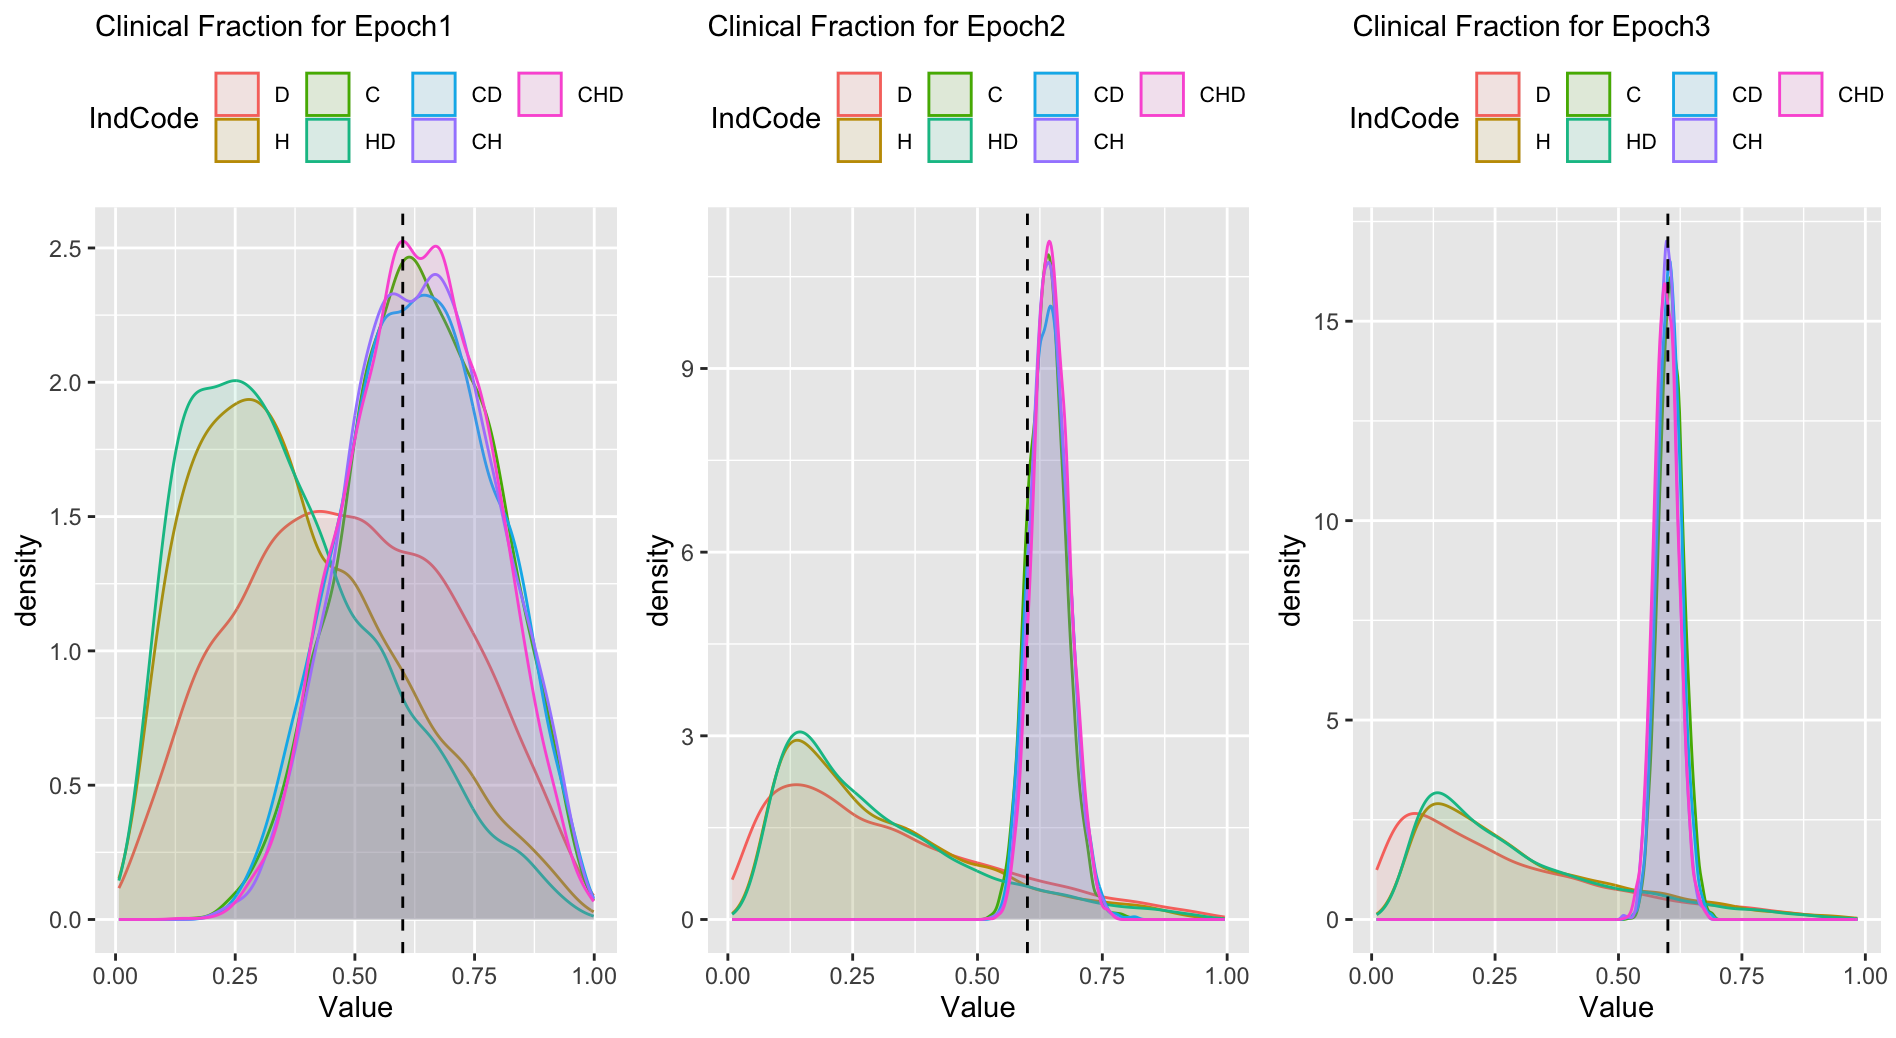 Clinical Fraction for Epoch1
IndCode
D
C
CD
CHD
H
HD
CH
density
2.5
2.0
1.5
1.0
0.5
0.0
0.00
0.25
0.50
0.75
1.00
Value
Clinical Fraction for Epoch2
IndCode
D
C
CD
CHD
H
HD
CH
density
9
6
3
0
0.00
0.25
0.50
0.75
1.00
Value
Clinical Fraction for Epoch3
IndCode
D
C
CD
CHD
H
HD
CH
density
15
10
5
0
0.00
0.25
0.50
0.75
1.00
Value